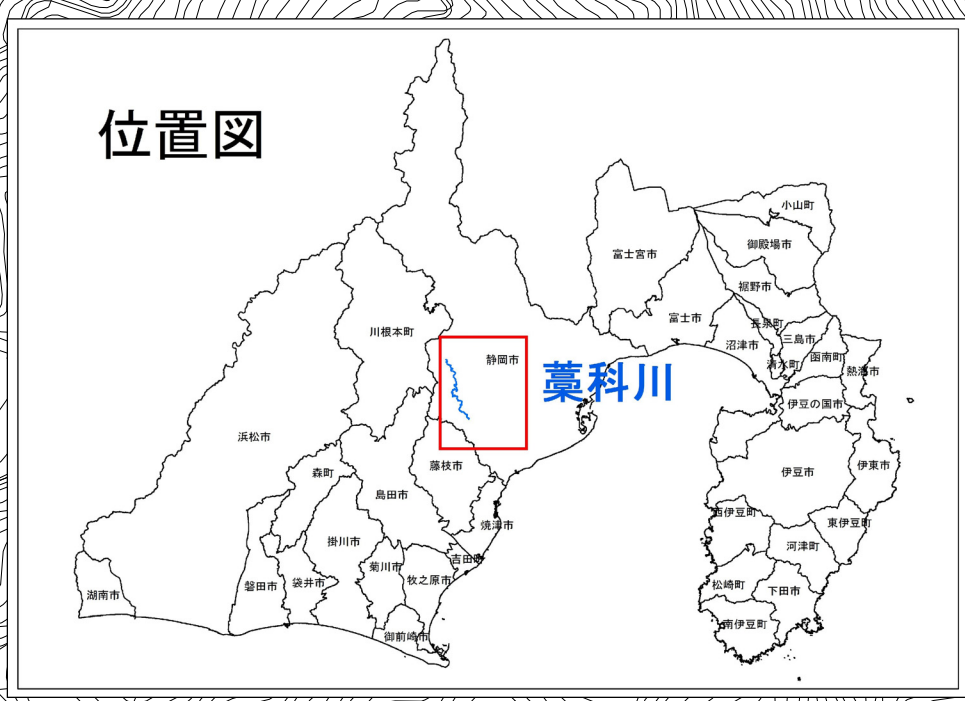 位置図
小山町
御殿場市
富士宮市
裾野市
富士市
長泉町
川根本町
三島市
沼津市
函南町
静岡市
清水町
熱海市
藁科川
伊豆の国市
浜松市
藤枝市
伊東市
森町
伊豆市
島田市
西伊豆町
焼津市
東伊豆町
掛川市
河津町
吉田町
菊川市
牧之原市
袋井市
磐田市
松崎町
下田市
湖南市
南伊豆町
御前崎市